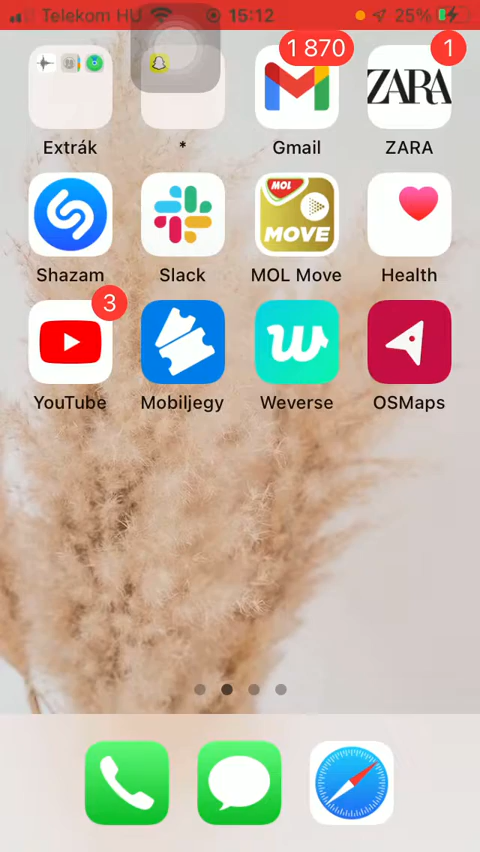 Telekom HU 15:12 25%
1 870 1
ZARA
Extrák * Gmail ZARA
MOL
MOVE
Shazam Slack MOL Move Health
3
w
YouTube Mobiljegy Weverse OSMaps